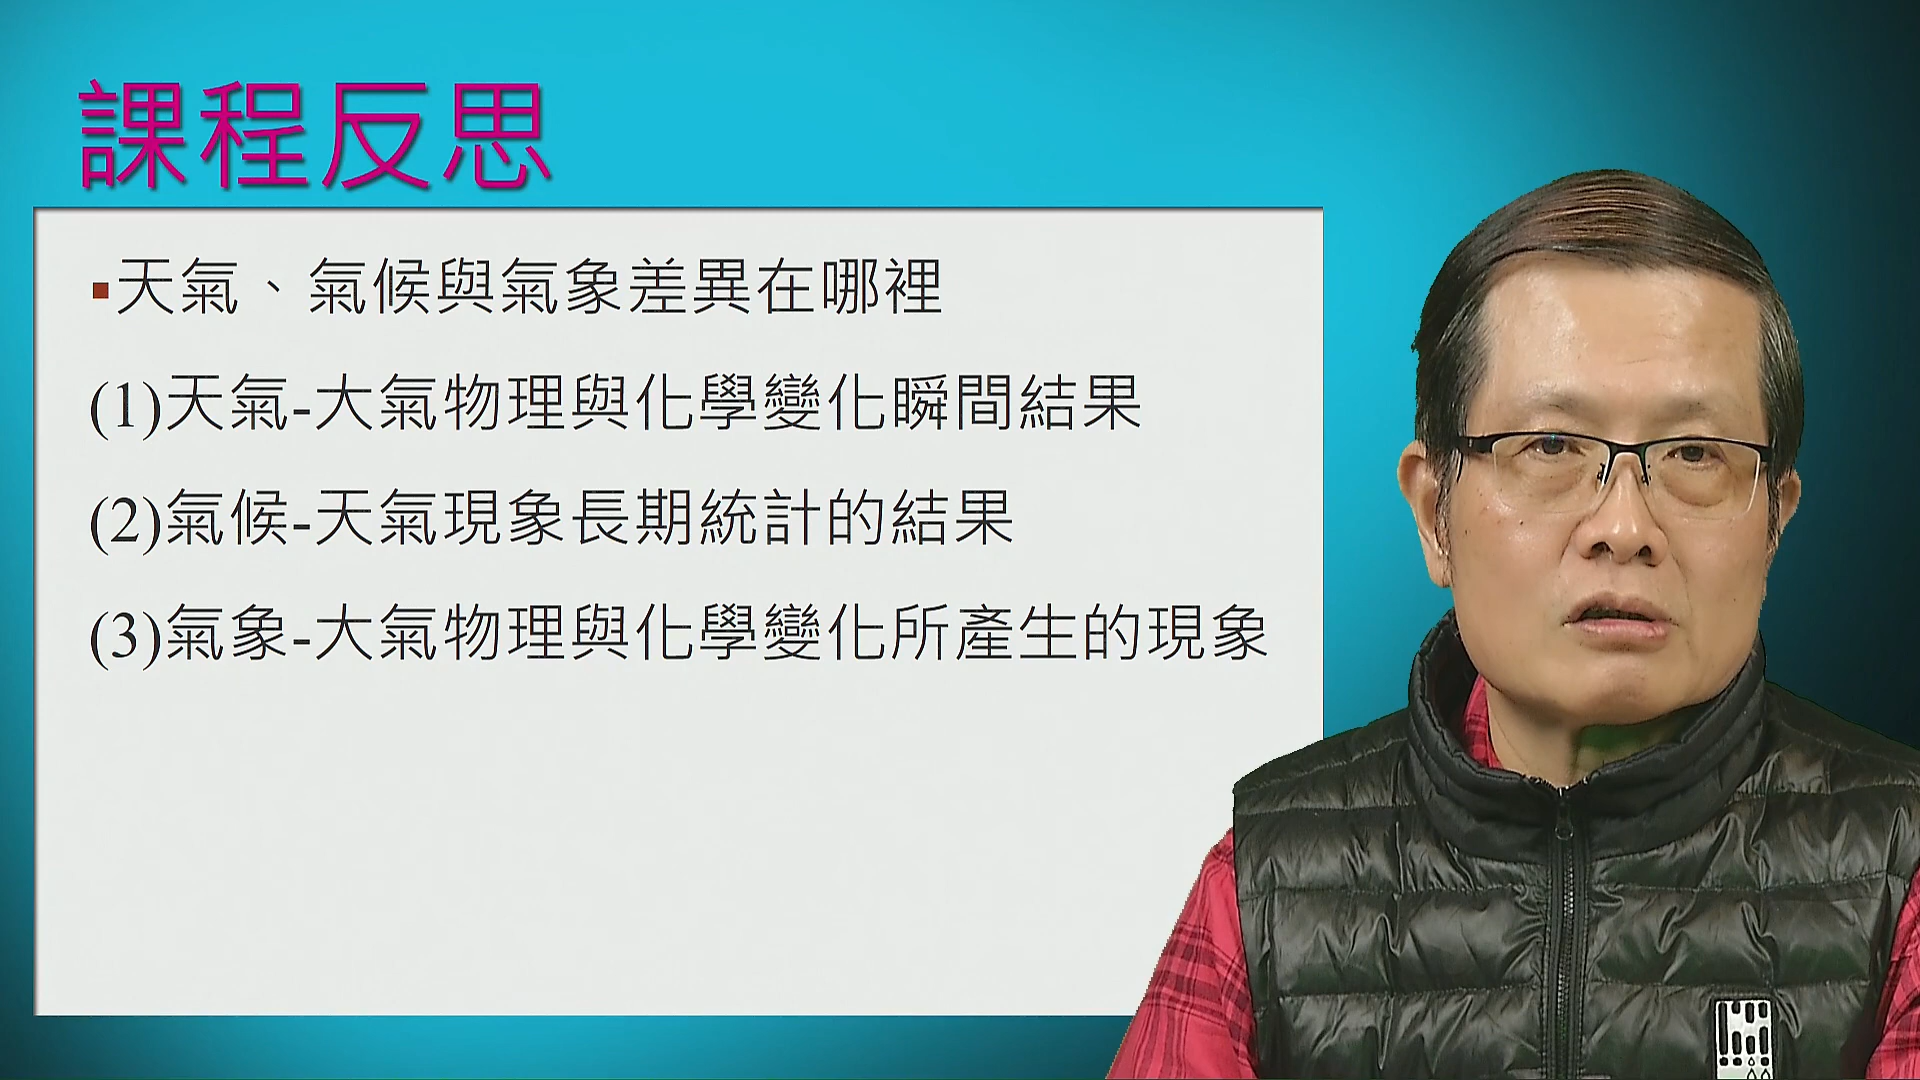 課程反思
▪天氣、氣候與氣象差異在哪裡
(1)天氣-大氣物理與化學變化瞬間結果
(2)氣候-天氣現象長期統計的結果
(3)氣象-大氣物理與化學變化所產生的現象